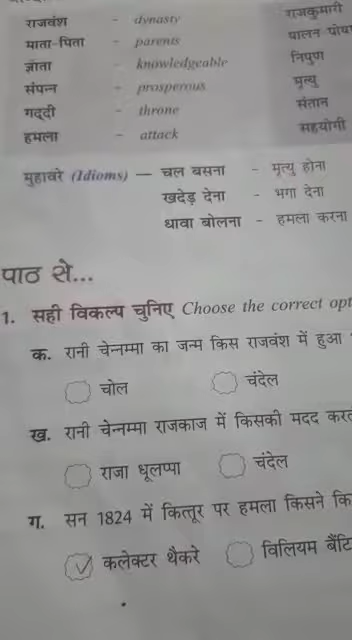 राजवंश - dynasty राजकुमारी
माता-पिता - parents पालन
ज्ञाता - knowledgeable निपुण
संपन्न - prosperous मृत्यु
गद्दी - throne संतान
हमला - attack सहयोगी
मुहावरे (Idioms) — चल बसना - मृत्यु होना
खदेड़ देना - भगा देना
धावा बोलना - हमला करना
पाठ से...
1. सही विकल्प चुनिए Choose the correct opt
क. रानी चेन्नम्मा का जन्म किस राजवंश में हुआ
चोल चंदेल
ख. रानी चेन्नम्मा राजकाज में किसकी मदद करत
राजा धूलप्पा चंदेल
ग. सन 1824 में कित्तूर पर हमला किसने कि
कलेक्टर थैकरे विलियम बैंटि